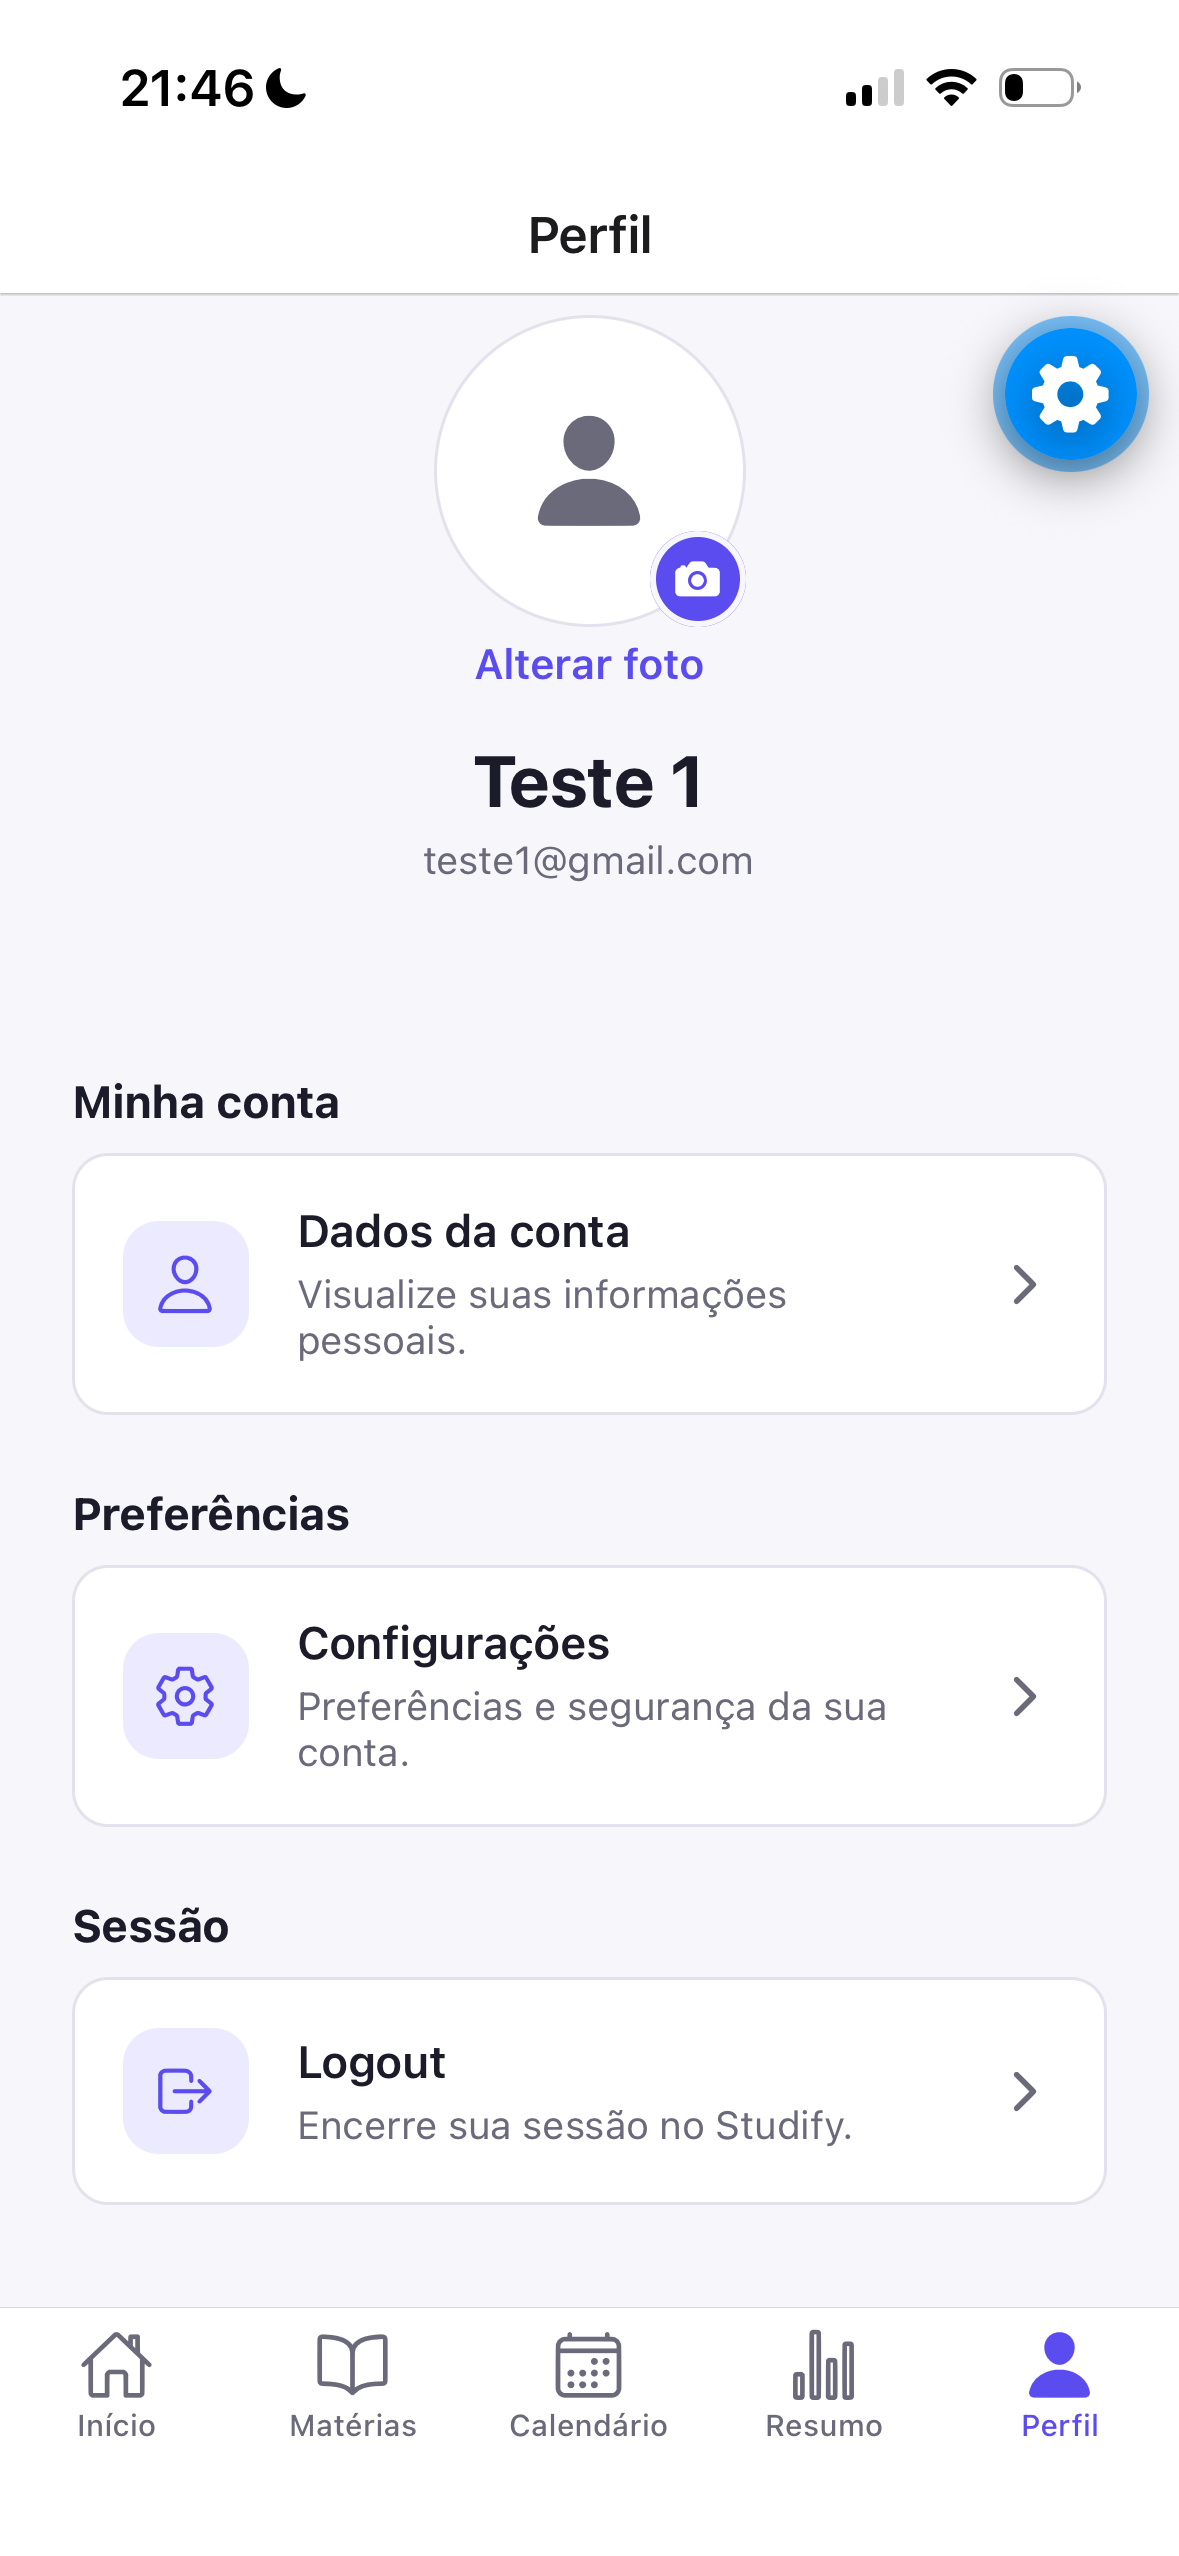 21:46
Perfil
Alterar foto
Teste 1
teste1@gmail.com
Minha conta
Dados da conta
Visualize suas informações
pessoais.
Preferências
Configurações
Preferências e segurança da sua
conta.
Sessão
Logout
Encerre sua sessão no Studify.
Início
Matérias
Calendário
Resumo
Perfil